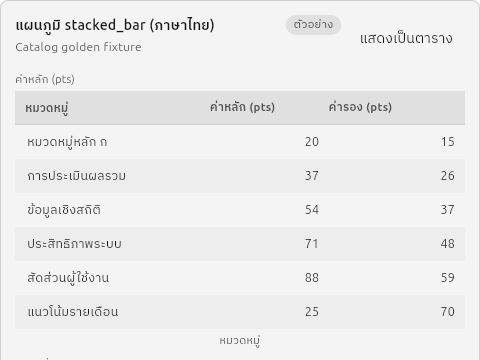 แผนภูมิ stacked_bar (ภาษาไทย)
ตัวอย่าง
แสดงเป็นตาราง
Catalog golden fixture
ค่าหลัก (pts)
หมวดหมู่ ค่าหลัก (pts) ค่ารอง (pts)
หมวดหมู่หลัก ก 20 15
การประเมินผลรวม 37 26
ข้อมูลเชิงสถิติ 54 37
ประสิทธิภาพระบบ 71 48
สัดส่วนผู้ใช้งาน 88 59
แนวโน้มรายเดือน 25 70
หมวดหมู่